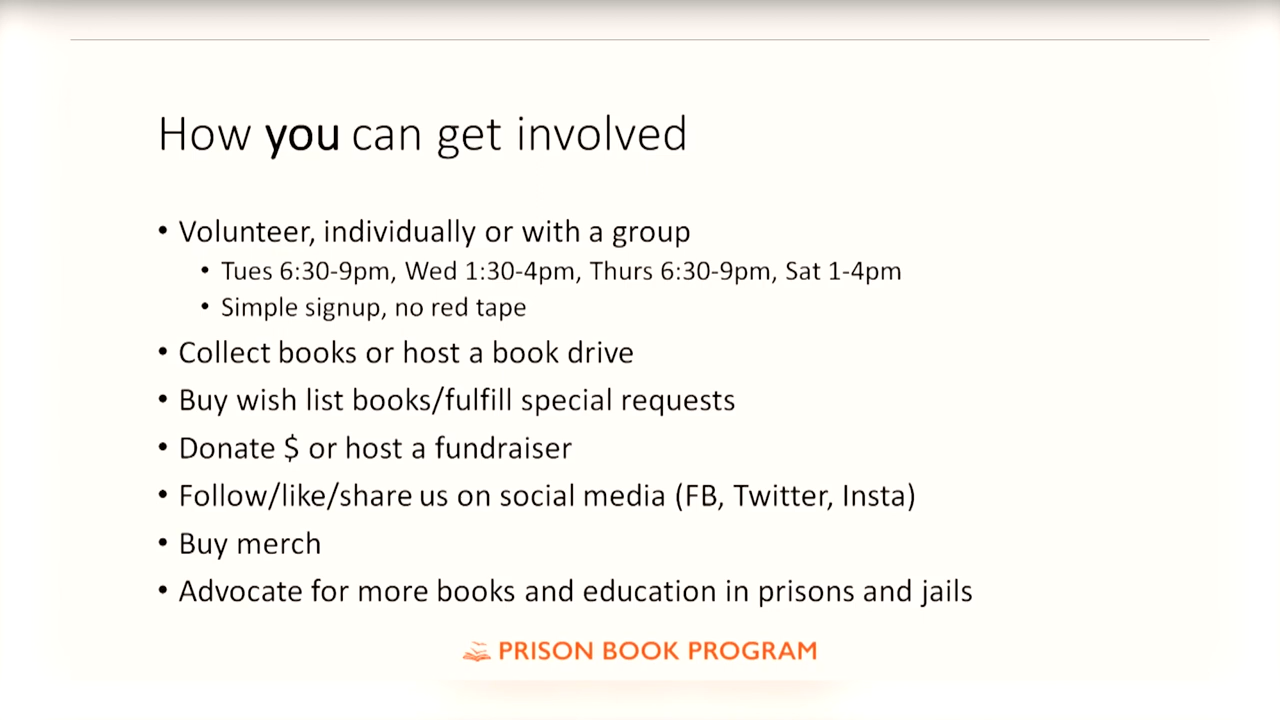 How you can get involved
• Volunteer, individually or with a group
• Tues 6:30-9pm, Wed 1:30-4pm, Thurs 6:30-9pm, Sat 1-4pm
• Simple signup, no red tape
• Collect books or host a book drive
• Buy wish list books/fulfill special requests
• Donate $ or host a fundraiser
• Follow/like/share us on social media (FB, Twitter, Insta)
• Buy merch
• Advocate for more books and education in prisons and jails
PRISON BOOK PROGRAM